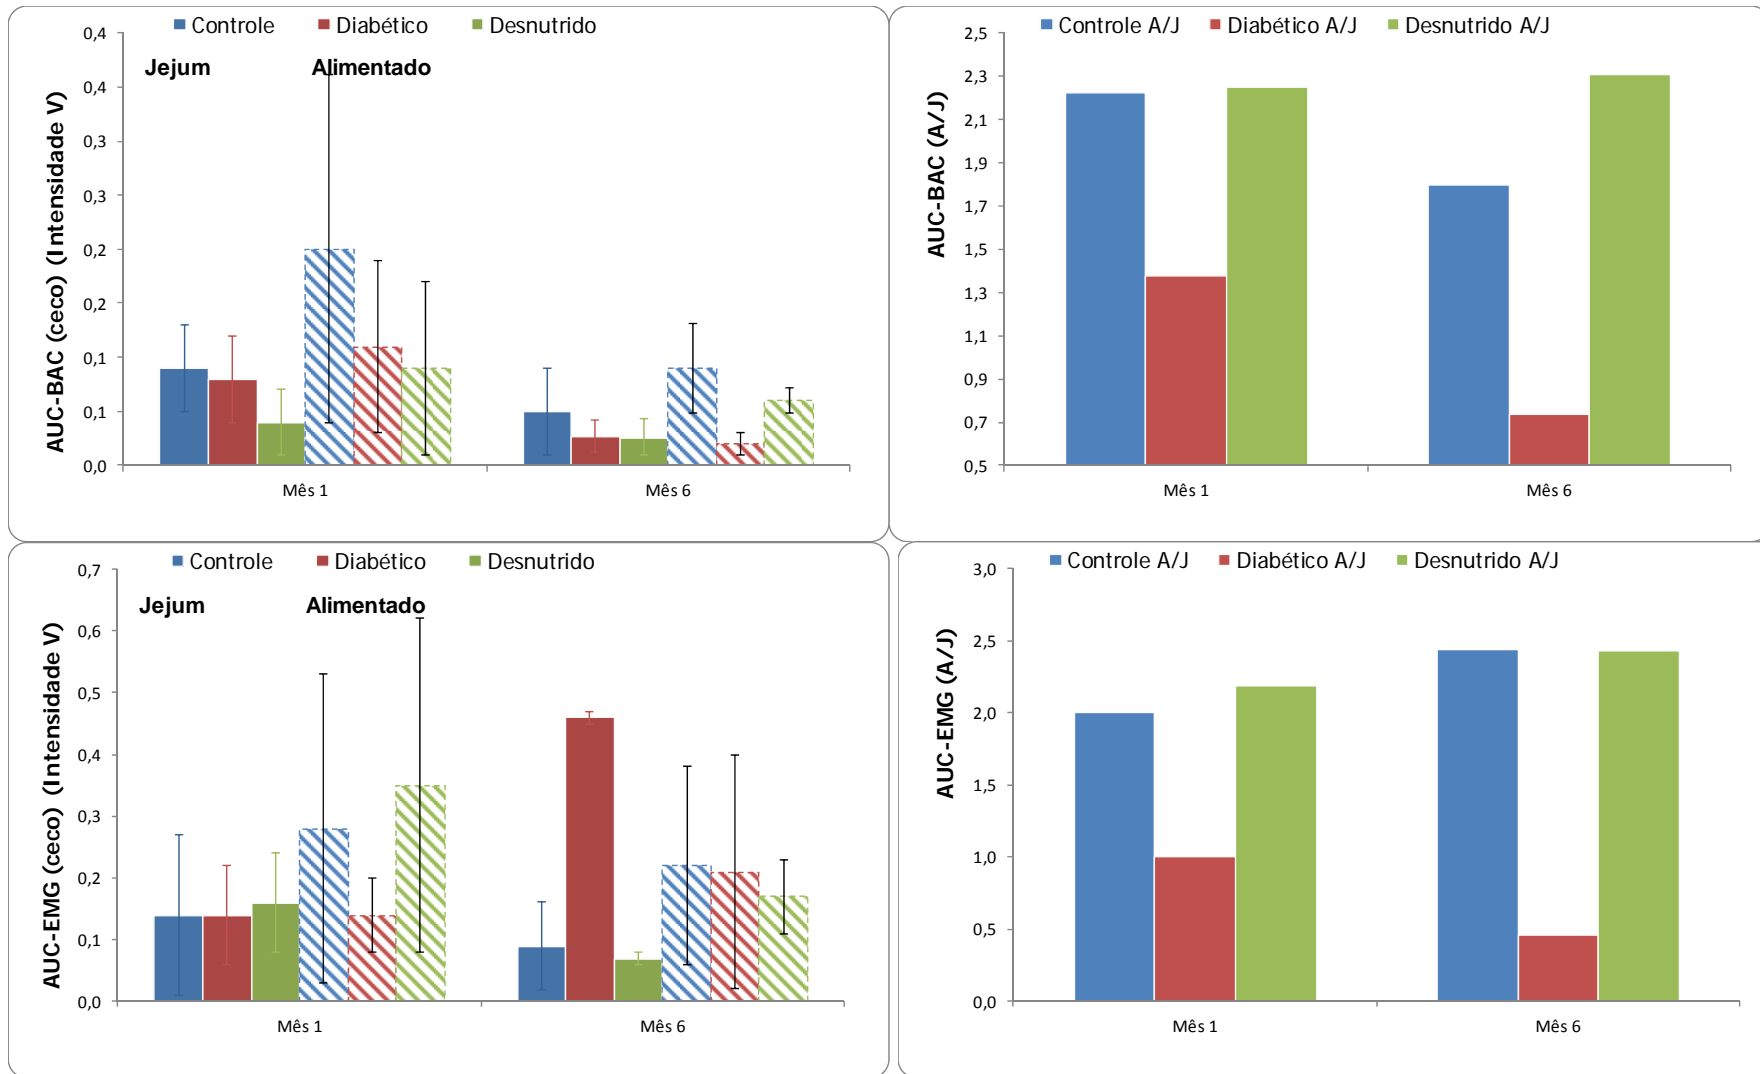 Controle Diabético Desnutrido
Jejum Alimentado
AUC-BAC (ceco) (Intensidade V)
0,4
0,4
0,3
0,3
0,2
0,2
0,1
0,1
0,0
Mês 1 Mês 6
Controle A/J Diabético A/J Desnutrido A/J
AUC-BAC (A/J)
2,5
2,3
2,1
1,9
1,7
1,5
1,3
1,1
0,9
0,7
0,5
Mês 1 Mês 6
Controle Diabético Desnutrido
Jejum Alimentado
AUC-EMG (ceco) (Intensidade V)
0,7
0,6
0,5
0,4
0,3
0,2
0,1
0,0
Mês 1 Mês 6
Controle A/J Diabético A/J Desnutrido A/J
AUC-EMG (A/J)
3,0
2,5
2,0
1,5
1,0
0,5
0,0
Mês 1 Mês 6